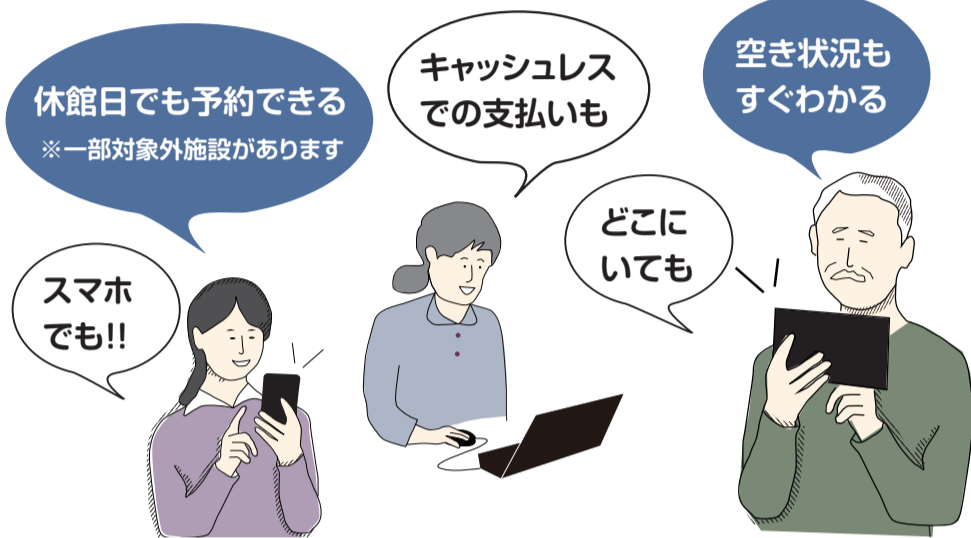 休館日でも予約できる
※一部対象外施設があります
スマホ
でも!!
キャッシュレス
での支払いも
どこに
いても
空き状況も
すぐわかる